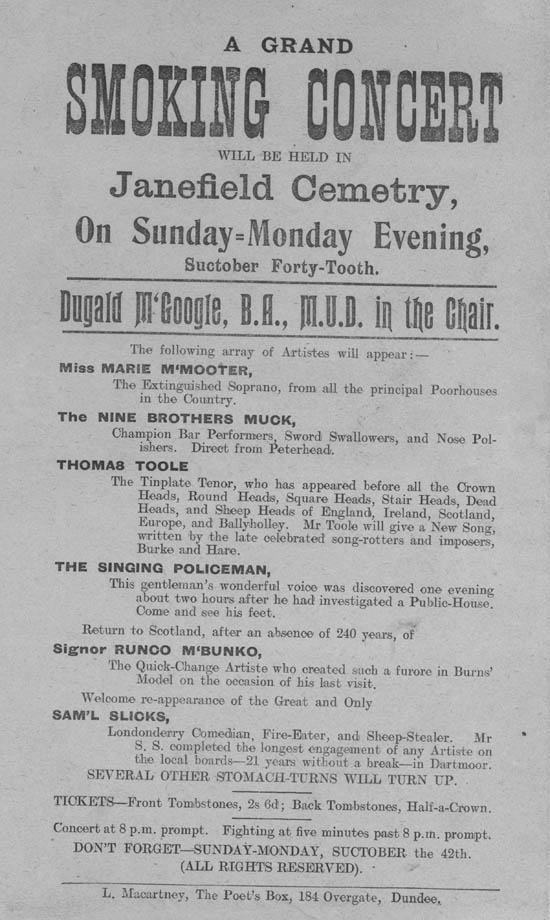 A GRAND
SMOKING CONCERT
WILL BE HELD IN
Janefield Cemetry,
On Sunday=Monday Evening,
Suctober Forty-Tooth.
Dugald M'Google, B.A., M.U.D. in the Chair.
The following array of Artistes will appear:—
Miss MARIE M'MOOTER,
The Extinguished Soprano, from all the principal Poorhouses
in the Country.
The NINE BROTHERS MUCK,
Champion Bar Performers, Sword Swallowers, and Nose Pol-
ishers. Direct from Peterhead.
THOMAS TOOLE
The Tinplate Tenor, who has appeared before all the Crown
Heads, Round Heads, Square Heads, Stair Heads, Dead
Heads, and Sheep Heads of England, Ireland, Scotland,
Europe, and Ballyholley. Mr Toole will give a New Song,
written by the late celebrated song-rotters and imposers,
Burke and Hare.
THE SINGING POLICEMAN,
This gentleman's wonderful voice was discovered one evening
about two hours after he had investigated a Public-House.
Come and see his feet.
Return to Scotland, after an absence of 240 years, of
Signor RUNCO M'BUNKO,
The Quick-Change Artiste who created such a furore in Burns'
Model on the occasion of his last visit.
Welcome re-appearance of the Great and Only
SAM'L SLICKS,
Londonderry Comedian, Fire-Eater, and Sheep-Stealer. Mr
S. S. completed the longest engagement of any Artiste on
the local boards—21 years without a break—in Dartmoor.
SEVERAL OTHER STOMACH-TURNS WILL TURN UP.
TICKETS—Front Tombstones, 2s 6d; Back Tombstones, Half-a-Crown.
Concert at 8 p.m. prompt. Fighting at five minutes past 8 p.m. prompt.
DON'T FORGET—SUNDAY-MONDAY, SUCTOBER the 42th.
(ALL RIGHTS RESERVED).
L. Macartney, The Poet's Box, 184 Overgate, Dundee.